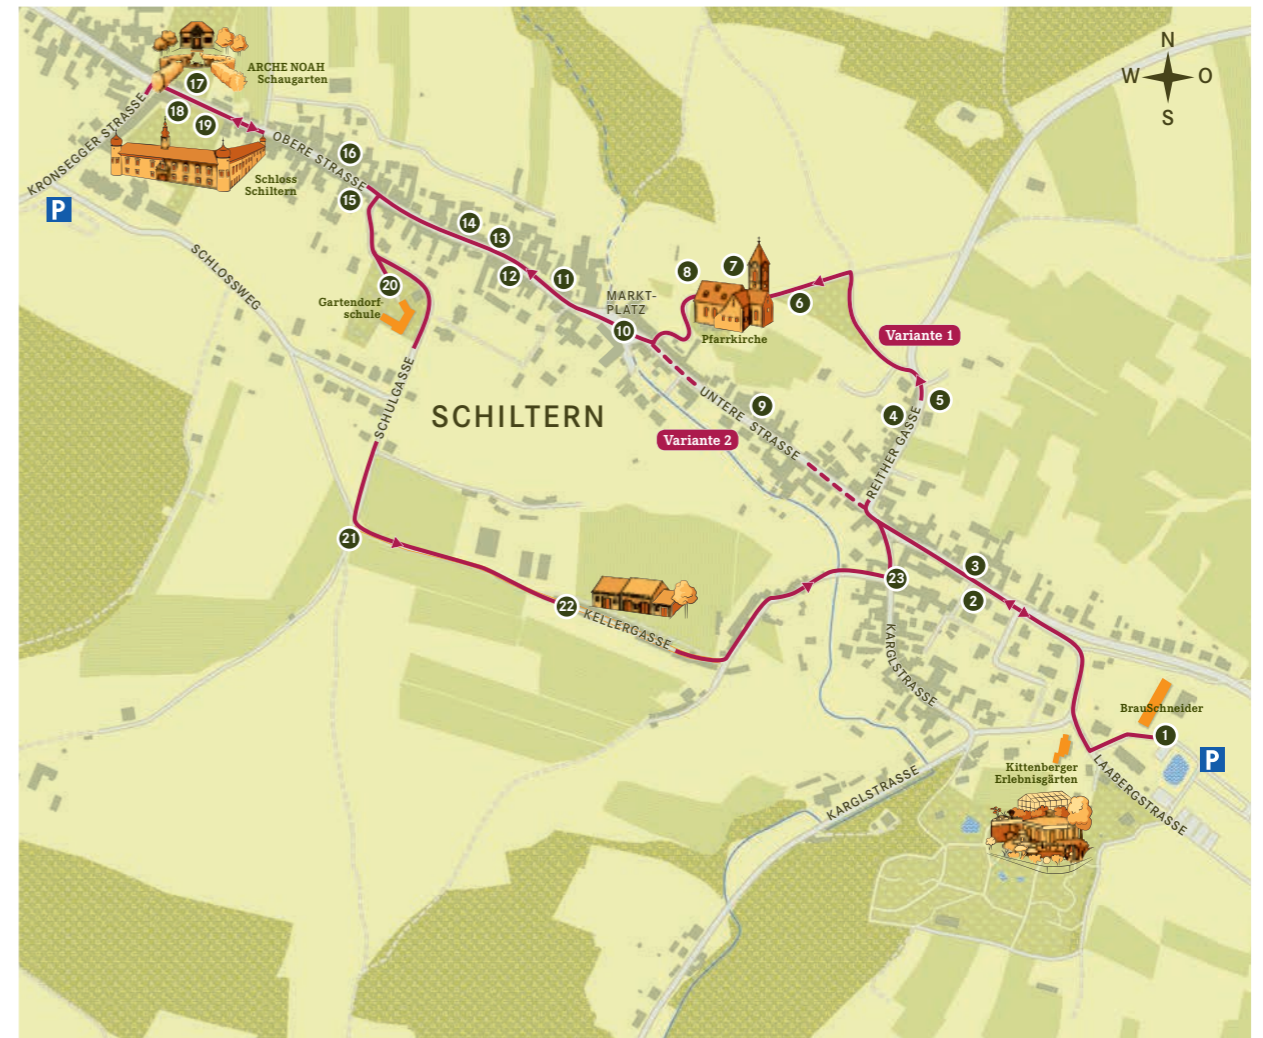 N
W
O
S
17
ARCHE NOAH
Schaugarten
18
19
KRONSEGGER STRASSE
OBERE STRASSE
16
Schloss
Schiltern
15
P
14
13
12
11
SCHLOSSWEG
20
Gartendorf-
schule
MARKT-
PLATZ
10
8
7
6
Pfarrkirche
Variante 1
SCHILTERN
SCHULGASSE
UNTERE STRASSE
9
Variante 2
4
5
REITHER GASSE
21
22
KELLERGASSE
23
3
2
KARGLSTRASSE
BrauSchneider
1
P
Kittenberger
Erlebnisgärten
LAABERGSTRASSE
KARGLSTRASSE